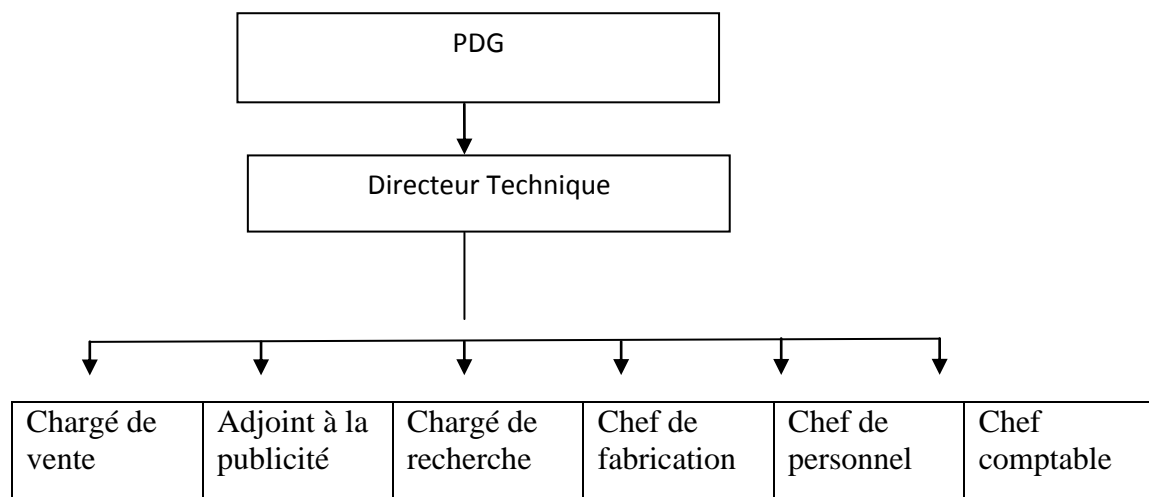 PDG
Directeur Technique
Chargé de
vente
Adjoint à la
publicité
Chargé de
recherche
Chef de
fabrication
Chef de
personnel
Chef
comptable